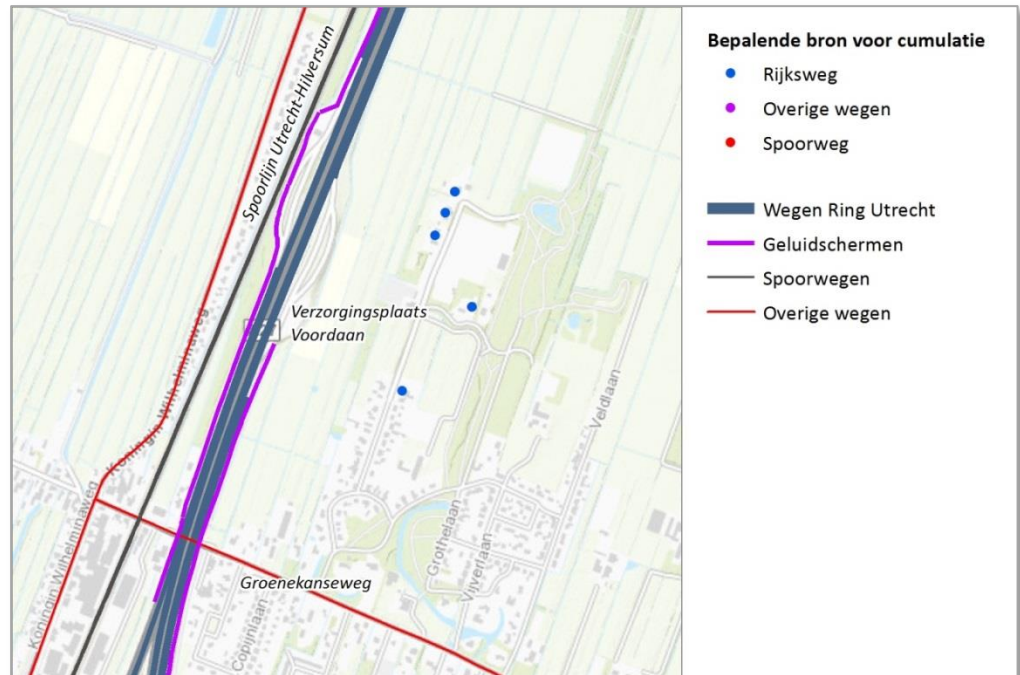 Spoorlijn Utrecht-Hilversum
Verzorgingsplaats
Voordaan
Koningin Wilhelminaweg
Koningin Wilhelminaweg
Groenekanseweg
Copijnlaan
Grothelaan
Vijverlaan
Veldlaan
Bepalende bron voor cumulatie
Rijksweg
Overige wegen
Spoorweg
Wegen Ring Utrecht
Geluidschermen
Spoorwegen
Overige wegen